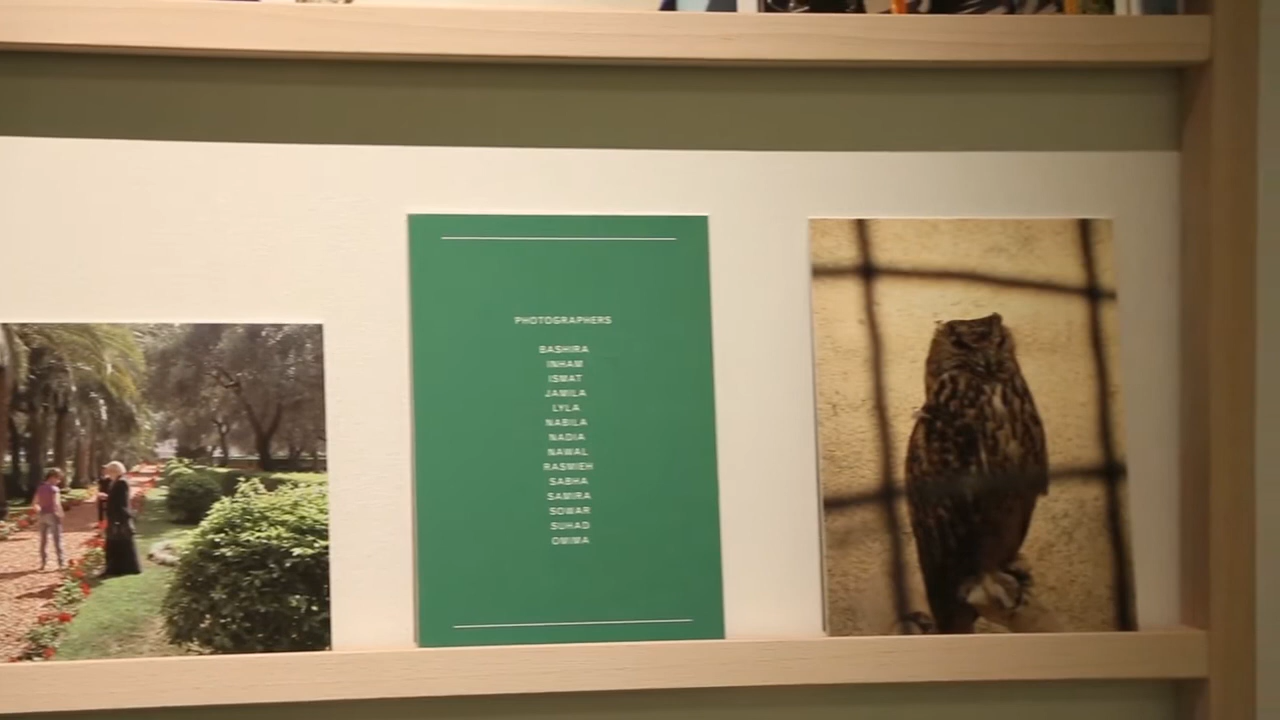 PHOTOGRAPHERS
BASHIRA
INHAM
ISMAT
JAMILA
LYLA
NABILA
NADIA
NAWAL
RASMIEH
SABHA
SAMIRA
SOWAR
SUHAD
OMIMA